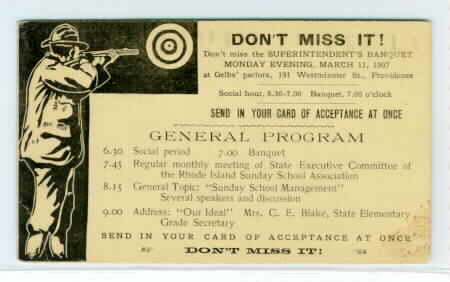 DON'T MISS IT!
Don't miss the SUPERINTENDENT'S BANQUET
MONDAY EVENING, MARCH 11, 1907
at Gelbs' parlors, 191 Westminster St., Providence
Social hour, 6.30-7.00 Banquet, 7.00 o'clock
SEND IN YOUR CARD OF ACCEPTANCE AT ONCE
GENERAL PROGRAM
6.30 Social period 7.00 Banquet
7-45 Regular monthly meeting of State Executive Committee of
the Rhode Island Sunday School Association
8.15 General Topic: "Sunday School Management"
Several speakers and discussion
9.00 Address: "Our Ideal" Mrs. C. E. Blake, State Elementary
Grade Secretary
SEND IN YOUR CARD OF ACCEPTANCE AT ONCE
DON'T MISS IT!